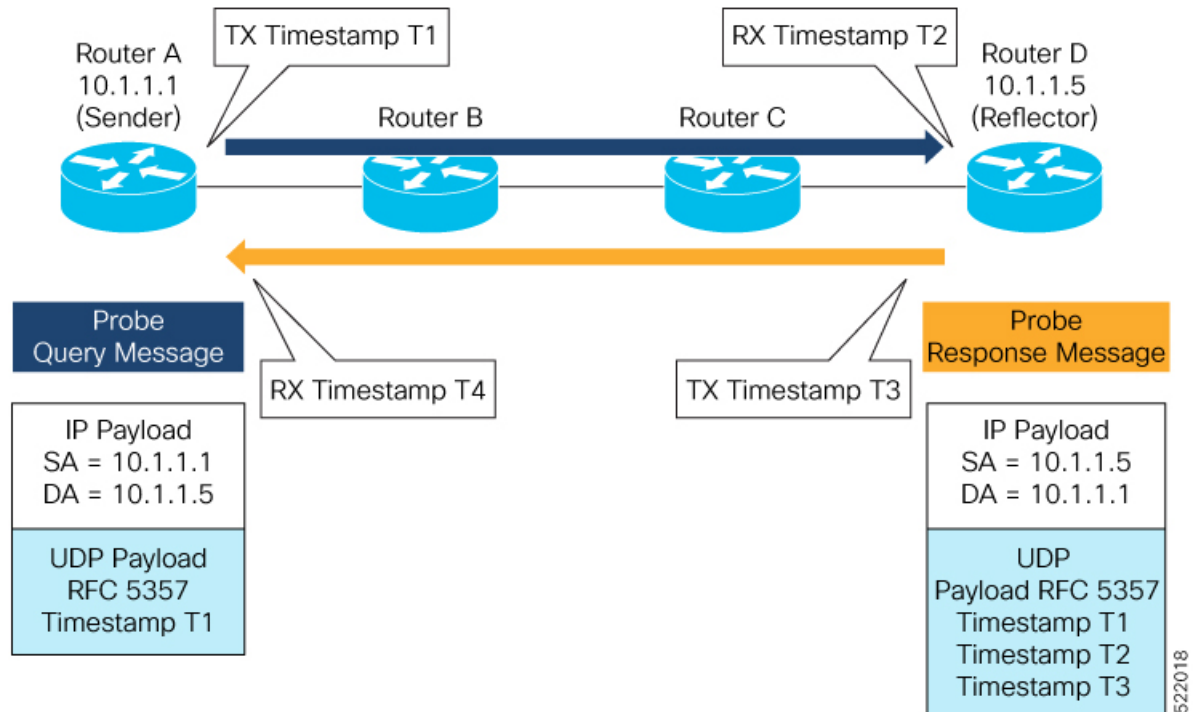 TX Timestamp T1
RX Timestamp T2
Router A
10.1.1.1
(Sender)
Router B
Router C
Router D
10.1.1.5
(Reflector)
Probe
Query Message
RX Timestamp T4
TX Timestamp T3
Probe
Response Message
IP Payload
SA = 10.1.1.1
DA = 10.1.1.5
UDP Payload
RFC 5357
Timestamp T1
IP Payload
SA = 10.1.1.5
DA = 10.1.1.1
UDP
Payload RFC 5357
Timestamp T1
Timestamp T2
Timestamp T3
522018